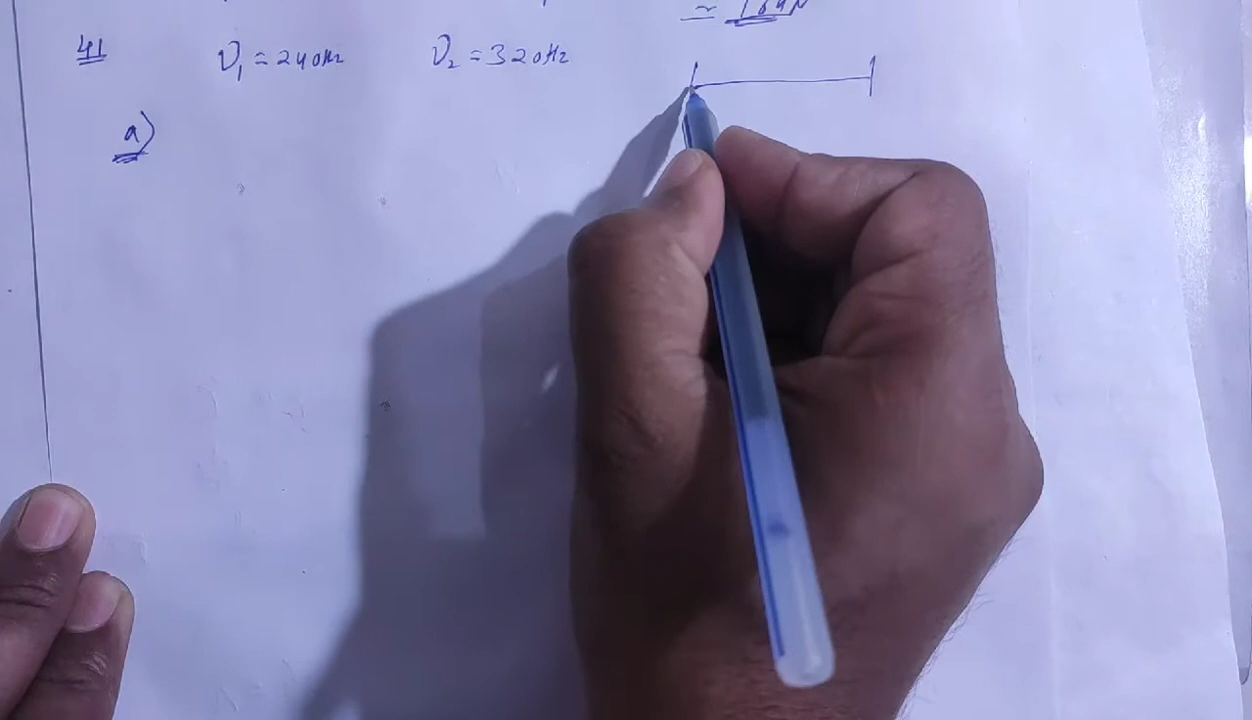 41 ν₁ = 240Hz ν₂ = 320Hz
a)